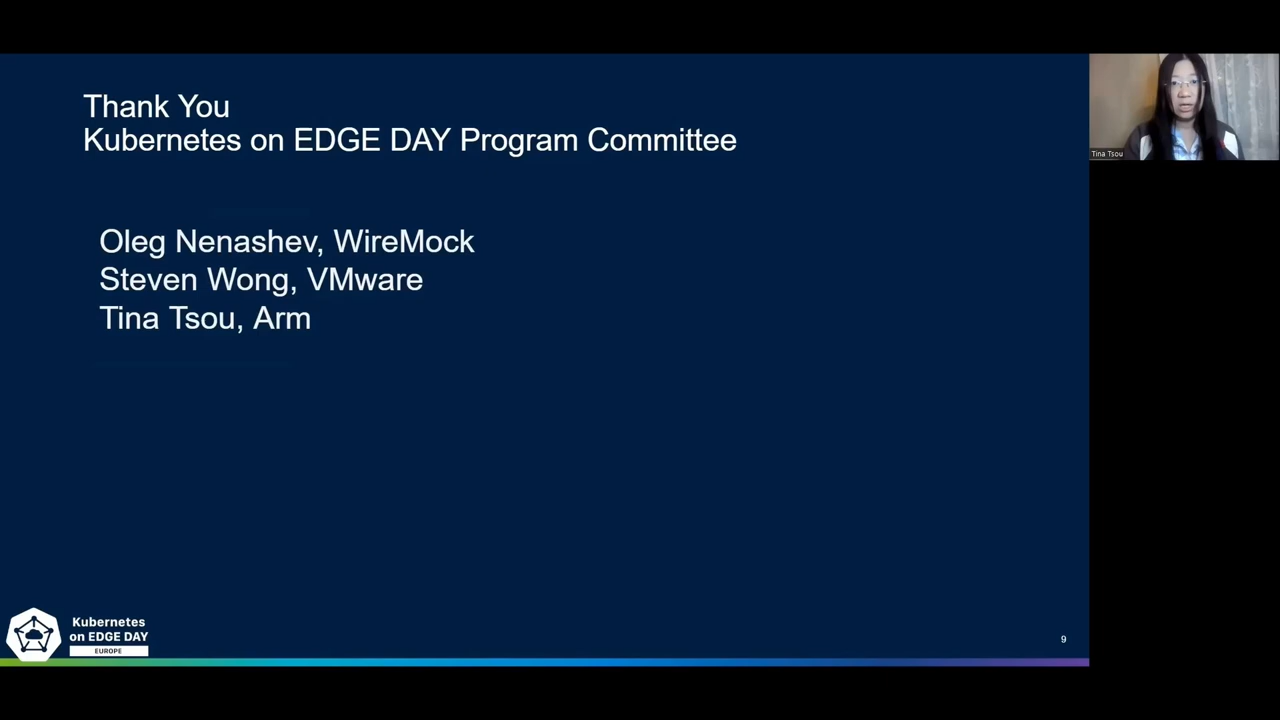 Thank You
Kubernetes on EDGE DAY Program Committee
Oleg Nenashev, WireMock
Steven Wong, VMware
Tina Tsou, Arm
Tina Tsou
Kubernetes
on EDGE DAY
EUROPE
9